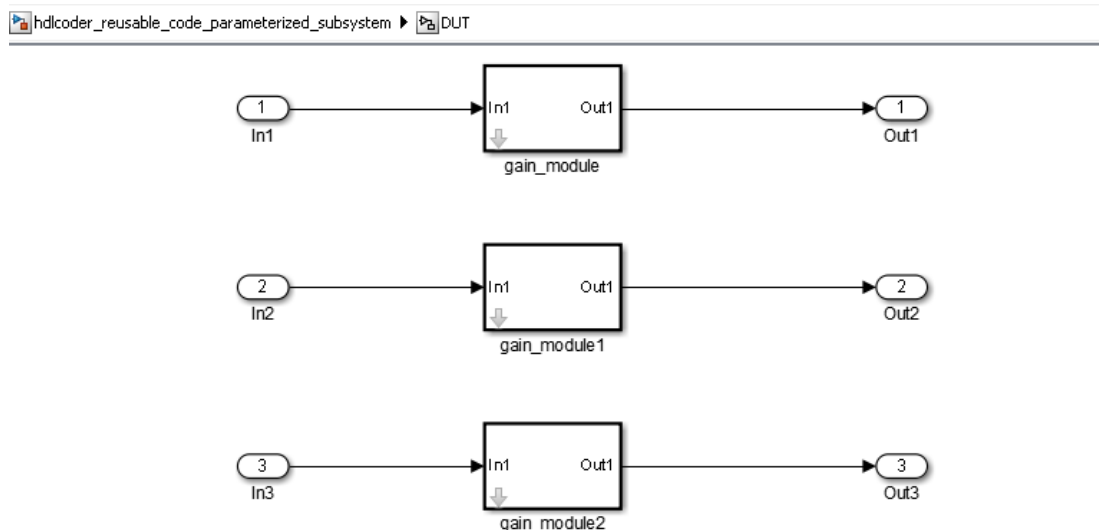 hdlcoder_reusable_code_parameterized_subsystem DUT
1 In1 Out1 1
In1 gain_module Out1
2 In1 Out1 2
In2 gain_module1 Out2
3 In1 Out1 3
In3 gain_module2 Out3